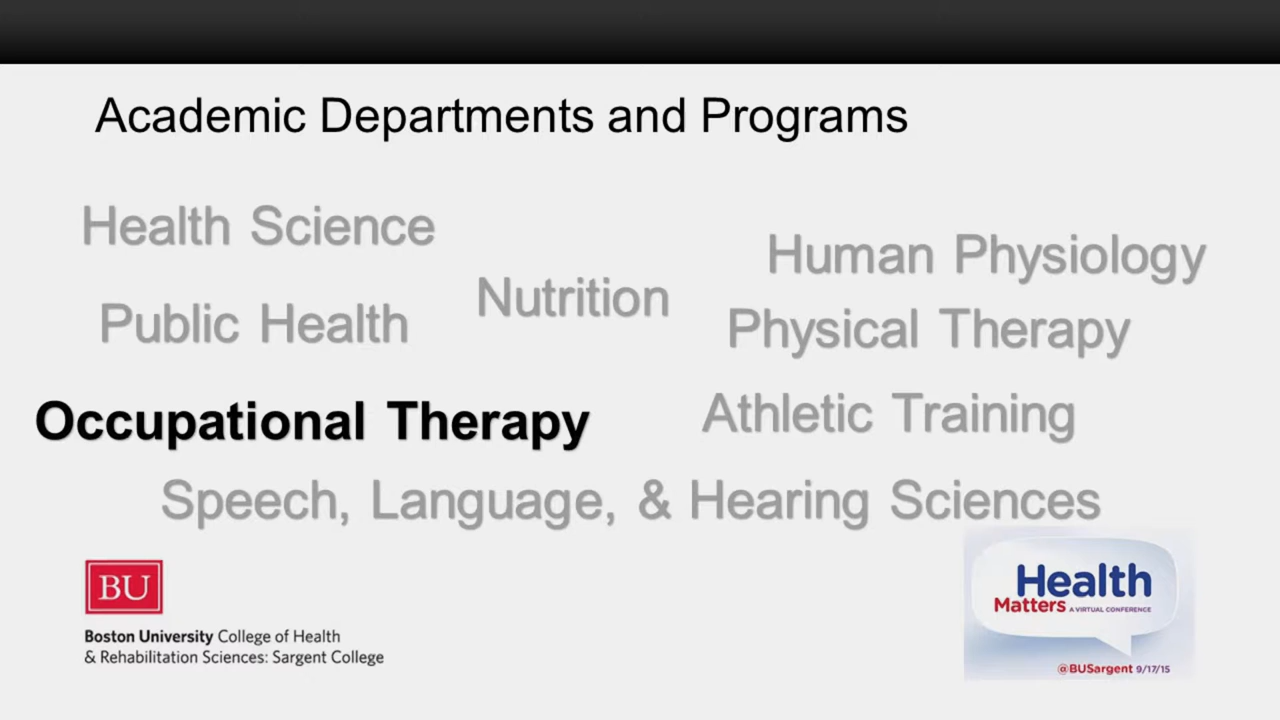 Academic Departments and Programs
Health Science
Human Physiology
Nutrition
Public Health
Physical Therapy
Occupational Therapy
Athletic Training
Speech, Language, & Hearing Sciences
BU
Boston University College of Health
& Rehabilitation Sciences: Sargent College
Health
Matters A VIRTUAL CONFERENCE
@BUSargent 9/17/15